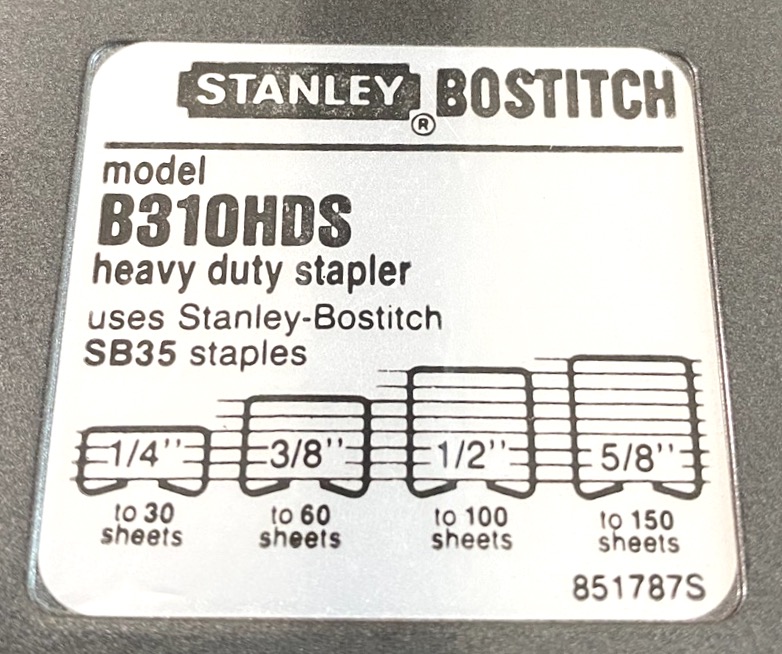 STANLEY® BOSTITCH
model
B310HDS
heavy duty stapler
uses Stanley-Bostitch
SB35 staples
1/4'' 3/8'' 1/2'' 5/8''
to 30 to 60 to 100 to 150
sheets sheets sheets sheets
851787S